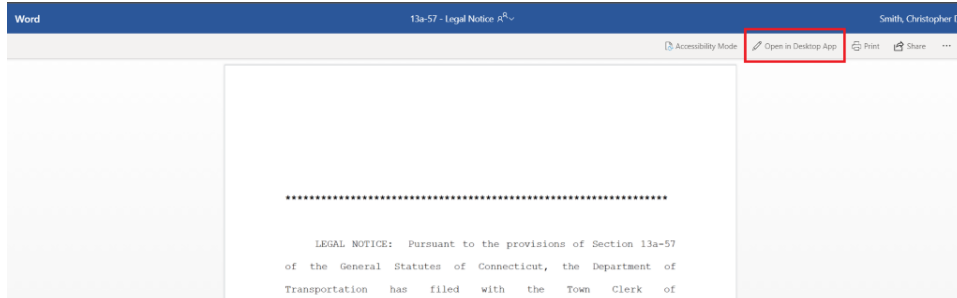 Word
13a-57 - Legal Notice
Smith, Christopher D
Accessibility Mode
Open in Desktop App
Print
Share
...
******************************************************************
LEGAL NOTICE: Pursuant to the provisions of Section 13a-57
of the General Statutes of Connecticut, the Department of
Transportation has filed with the Town Clerk of